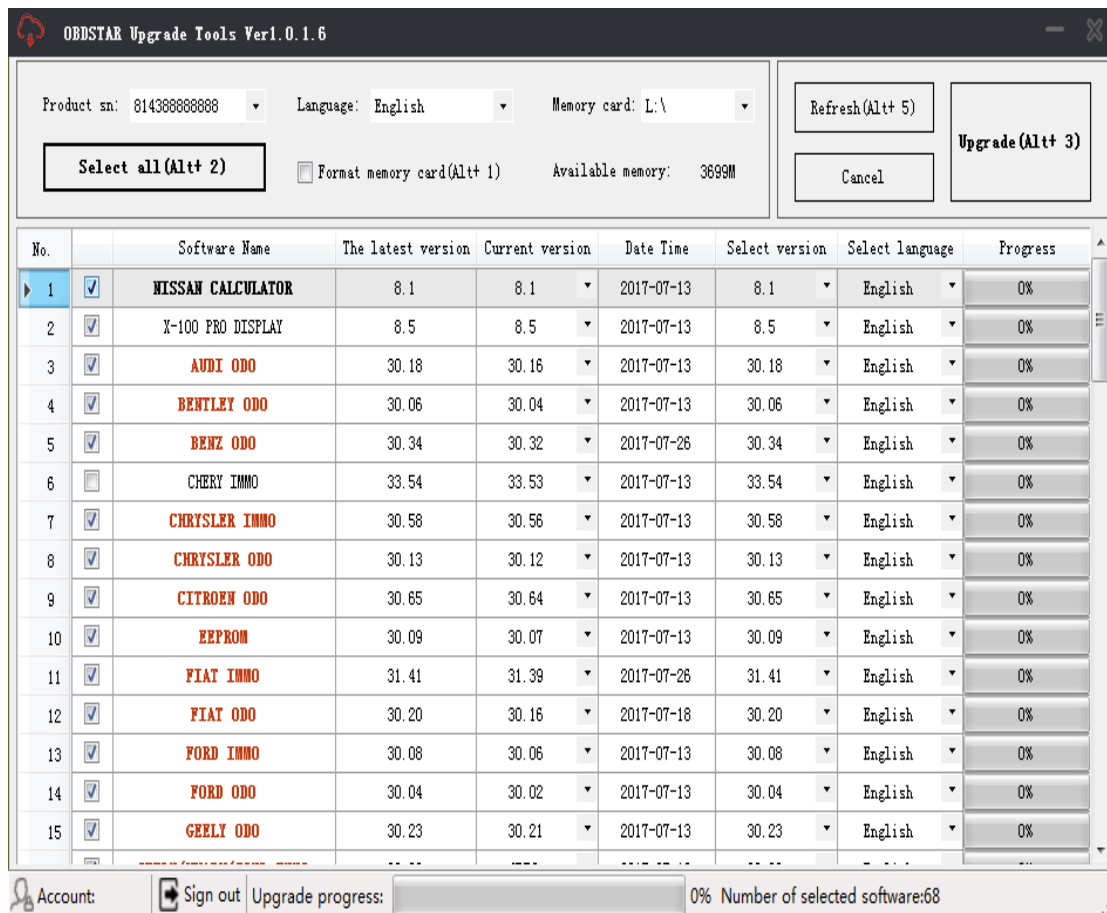 OBDSTAR Upgrade Tools Ver1.0.1.6
Product sn: 814388888888 Language: English Memory card: L:\ Refresh(Alt+ 5) Upgrade(Alt+ 3)
Select all(Alt+ 2) Format memory card(Alt+ 1) Available memory: 3699M Cancel
No. Software Name The latest version Current version Date Time Select version Select language Progress
1 NISSAN CALCULATOR 8.1 8.1 2017-07-13 8.1 English 0%
2 X-100 PRO DISPLAY 8.5 8.5 2017-07-13 8.5 English 0%
3 AUDI ODO 30.18 30.16 2017-07-13 30.18 English 0%
4 BENTLEY ODO 30.06 30.04 2017-07-13 30.06 English 0%
5 BENZ ODO 30.34 30.32 2017-07-26 30.34 English 0%
6 CHERY IMMO 33.54 33.53 2017-07-13 33.54 English 0%
7 CHRYSLER IMMO 30.58 30.56 2017-07-13 30.58 English 0%
8 CHRYSLER ODO 30.13 30.12 2017-07-13 30.13 English 0%
9 CITROEN ODO 30.65 30.64 2017-07-13 30.65 English 0%
10 EEPROM 30.09 30.07 2017-07-13 30.09 English 0%
11 FIAT IMMO 31.41 31.39 2017-07-26 31.41 English 0%
12 FIAT ODO 30.20 30.16 2017-07-18 30.20 English 0%
13 FORD IMMO 30.08 30.06 2017-07-13 30.08 English 0%
14 FORD ODO 30.04 30.02 2017-07-13 30.04 English 0%
15 GEELY ODO 30.23 30.21 2017-07-13 30.23 English 0%
Account: Sign out Upgrade progress: 0% Number of selected software:68